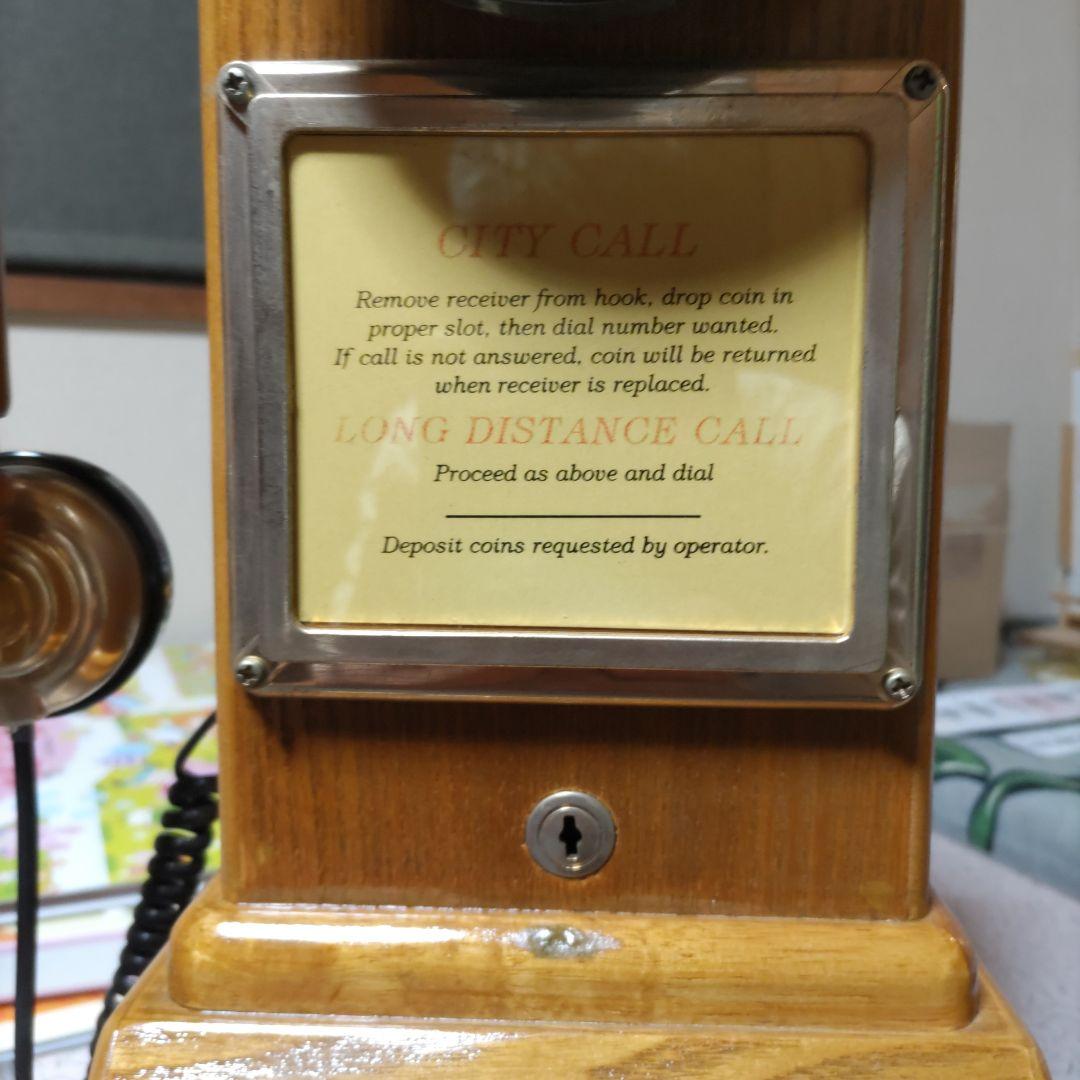 CITY CALL
Remove receiver from hook, drop coin in
proper slot, then dial number wanted.
If call is not answered, coin will be returned
when receiver is replaced.
LONG DISTANCE CALL
Proceed as above and dial
Deposit coins requested by operator.